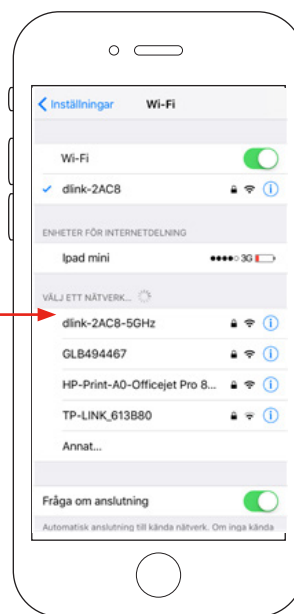 Inställningar Wi-Fi
Wi-Fi
dlink-2AC8
ENHETER FÖR INTERNETDELNING
Ipad mini 3G
VÄLJ ETT NÄTVERK...
dlink-2AC8-5GHz
GLB494467
HP-Print-A0-Officejet Pro 8...
TP-LINK_613B80
Annat...
Fråga om anslutning
Automatisk anslutning till kända nätverk. Om inga kända